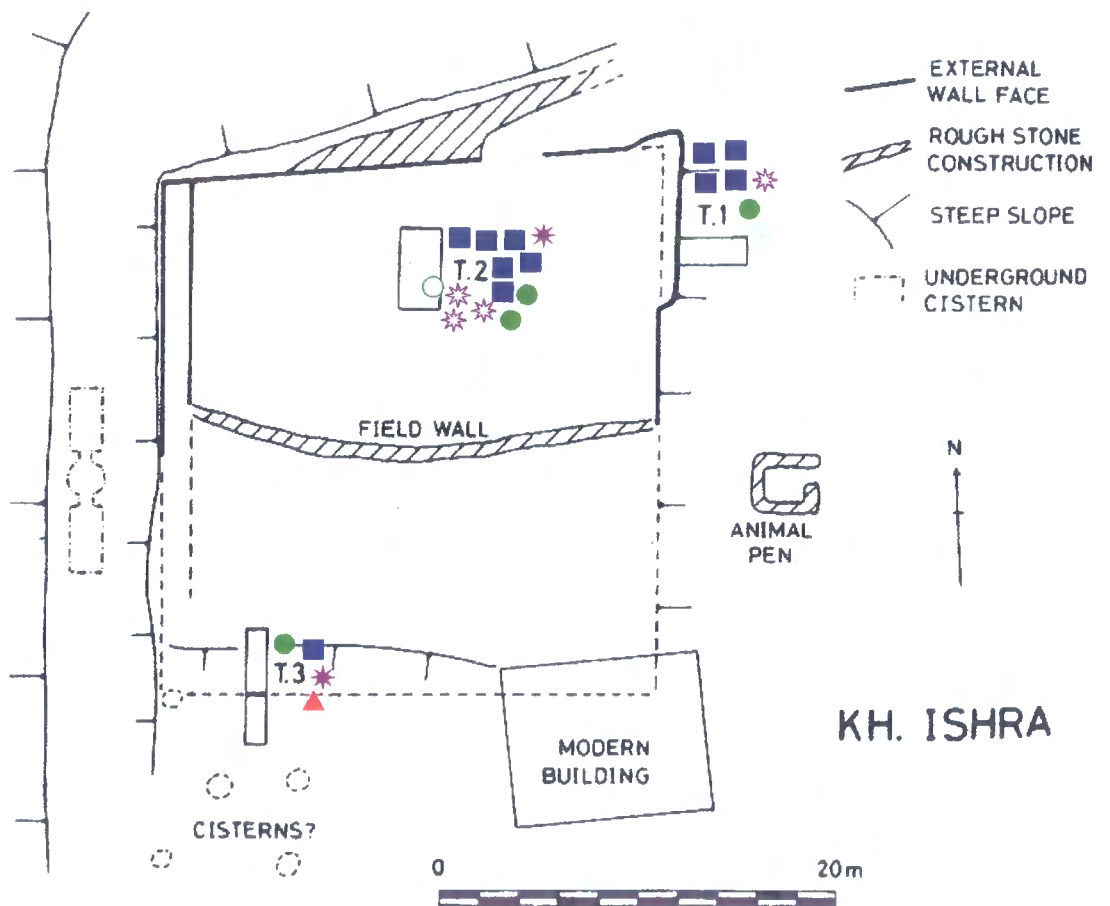 EXTERNAL
WALL FACE
ROUGH STONE
CONSTRUCTION
STEEP SLOPE
UNDERGROUND
CISTERN
T.1
T.2
FIELD WALL
N
ANIMAL
PEN
T.3
KH. ISHRA
MODERN
BUILDING
CISTERNS?
0 20m